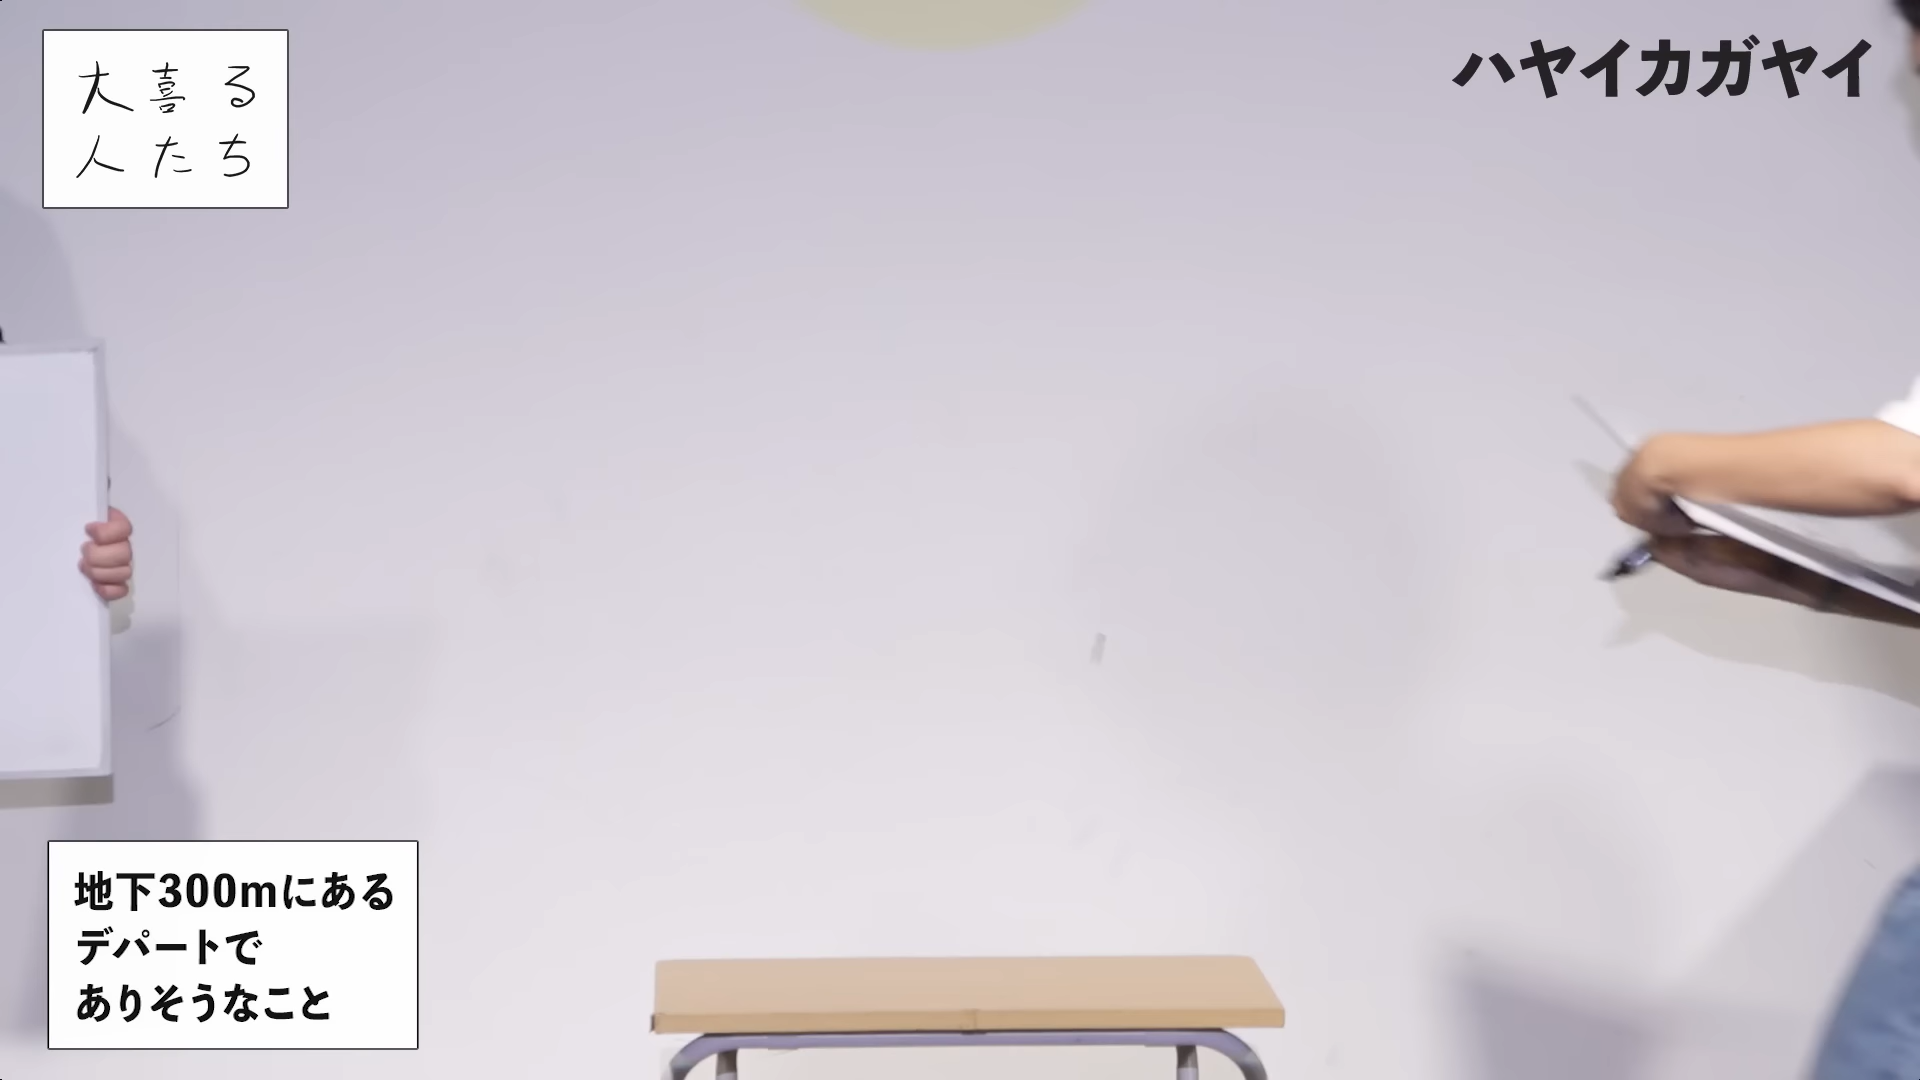 大喜る
人たち
ハヤイカガヤイ
地下300mにある
デパートで
ありそうなこと